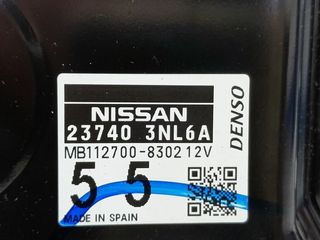 NISSAN
23740 3NL6A
MB112700-8302 12V
5 5
MADE IN SPAIN
DENSO